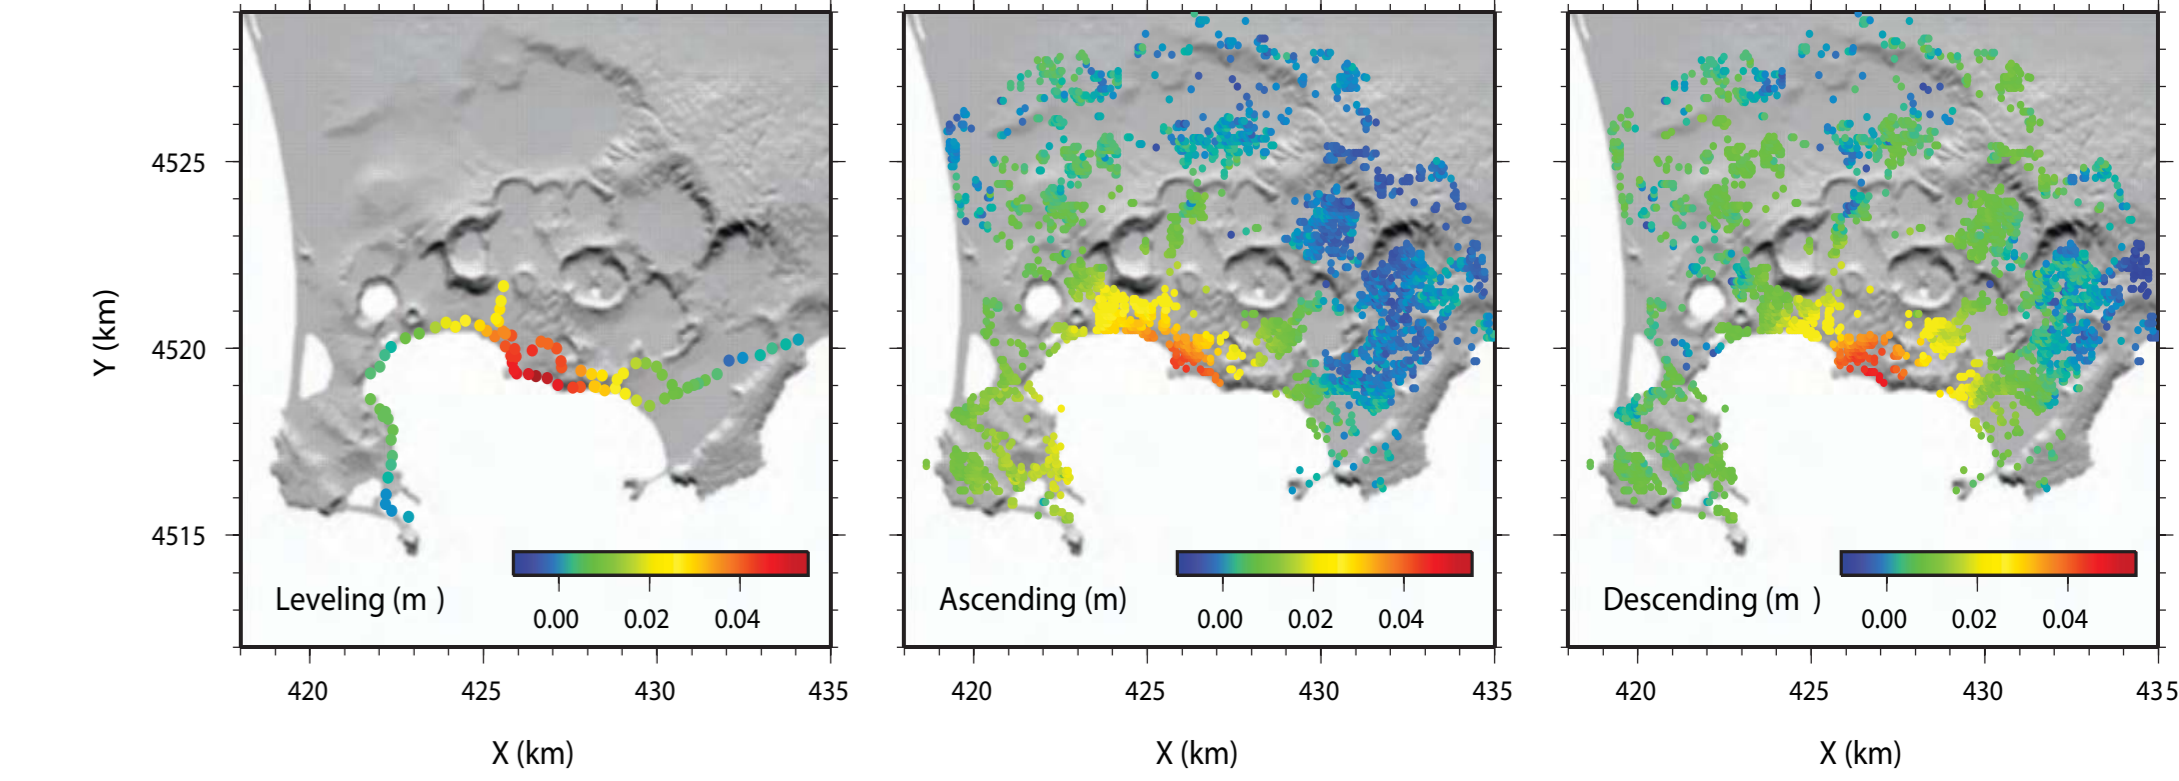 Y (km)
4525
4520
4515
Leveling (m )
0.00 0.02 0.04
420 425 430 435
X (km)
Ascending (m)
0.00 0.02 0.04
420 425 430 435
X (km)
Descending (m )
0.00 0.02 0.04
420 425 430 435
X (km)